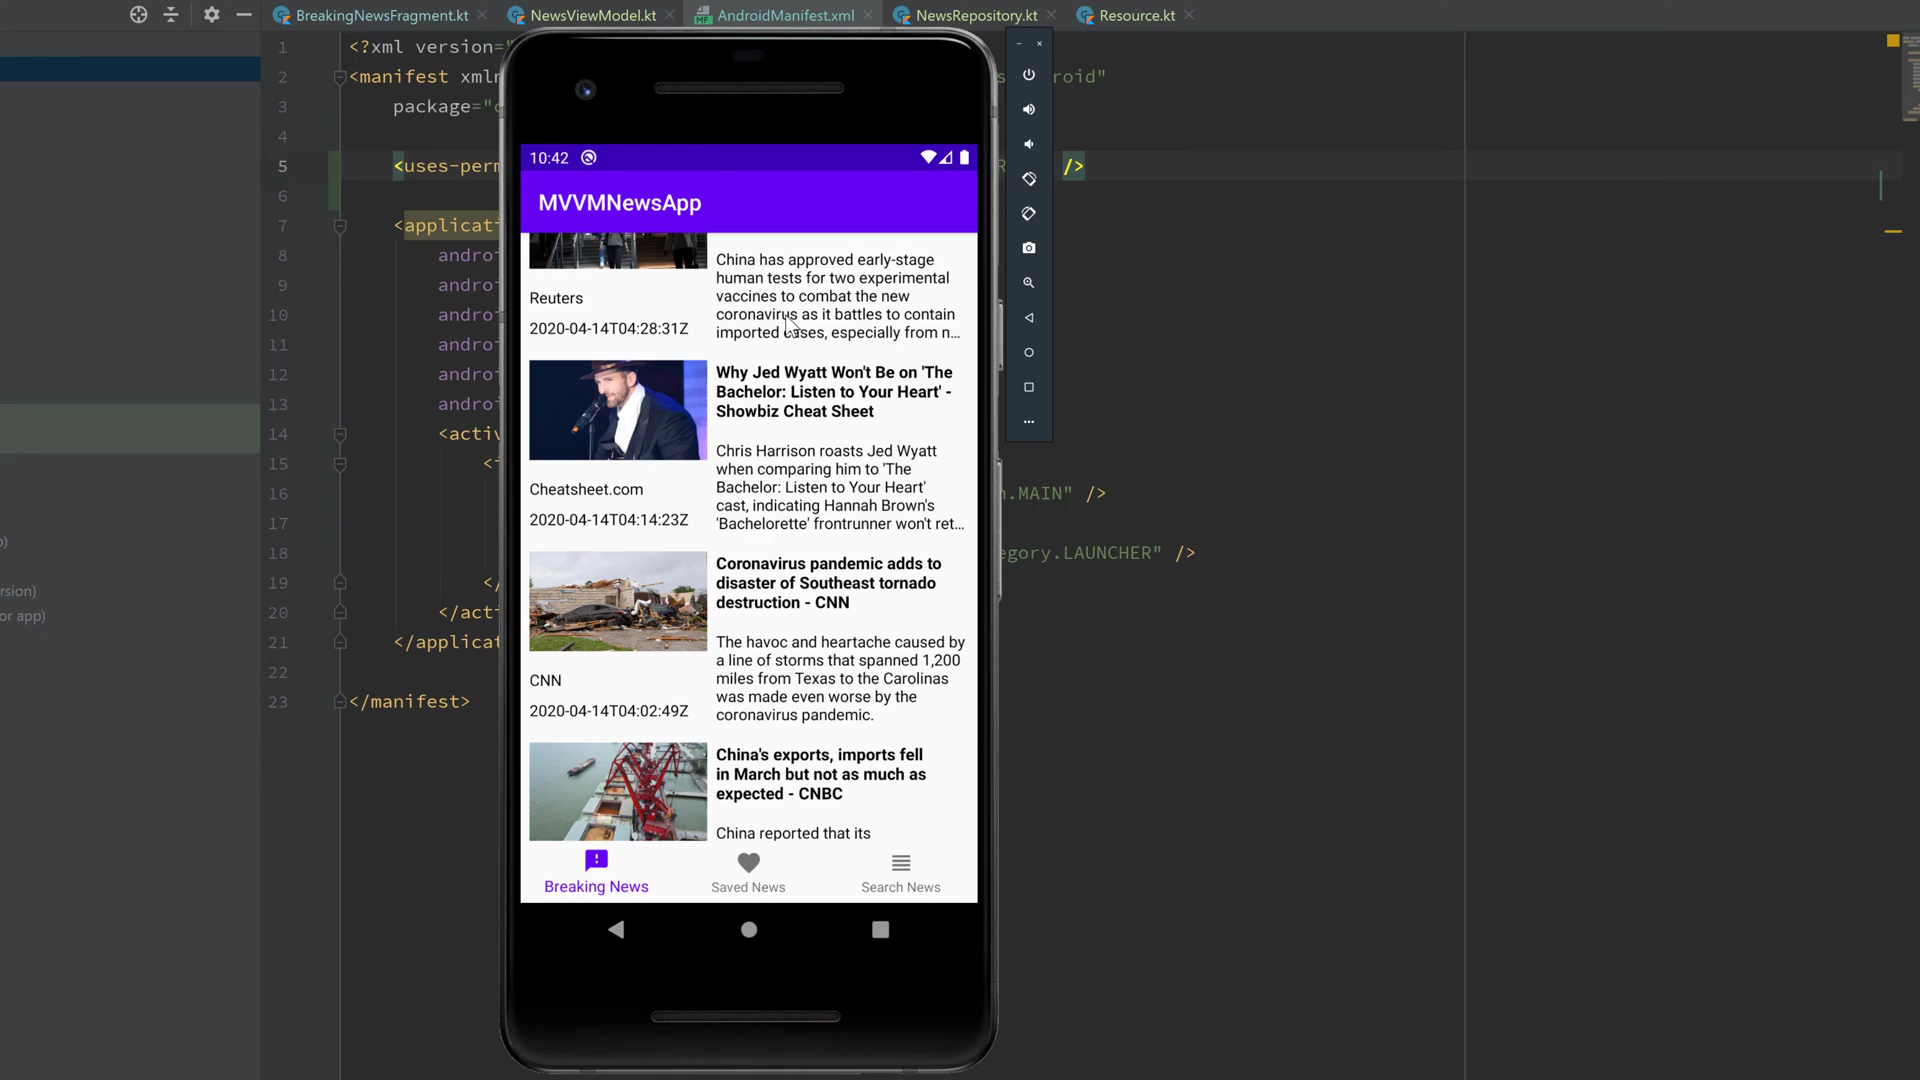 BreakingNewsFragment.kt
NewsViewModel.kt
AndroidManifest.xml
NewsRepository.kt
Resource.kt
1 <?xml version="
2 <manifest xmln
roid"
3 package="
4
5 <uses-perm
/>
6
7 <applicati
8 andro
9 andro
10 andro
11 andro
12 andro
13 andro
14 <activ
15 <
16
.MAIN" />
17
18
egory.LAUNCHER" />
19 </
20 </acti
21 </applicat
22
23 </manifest>
p)
rsion)
or app)
10:42
MVVMNewsApp
China has approved early-stage
human tests for two experimental
vaccines to combat the new
coronavirus as it battles to contain
imported cases, especially from n...
Reuters
2020-04-14T04:28:31Z
Why Jed Wyatt Won't Be on 'The
Bachelor: Listen to Your Heart' -
Showbiz Cheat Sheet
Chris Harrison roasts Jed Wyatt
when comparing him to 'The
Bachelor: Listen to Your Heart'
cast, indicating Hannah Brown's
'Bachelorette' frontrunner won't ret...
Cheatsheet.com
2020-04-14T04:14:23Z
Coronavirus pandemic adds to
disaster of Southeast tornado
destruction - CNN
The havoc and heartache caused by
a line of storms that spanned 1,200
miles from Texas to the Carolinas
was made even worse by the
coronavirus pandemic.
CNN
2020-04-14T04:02:49Z
China's exports, imports fell
in March but not as much as
expected - CNBC
China reported that its
Breaking News
Saved News
Search News